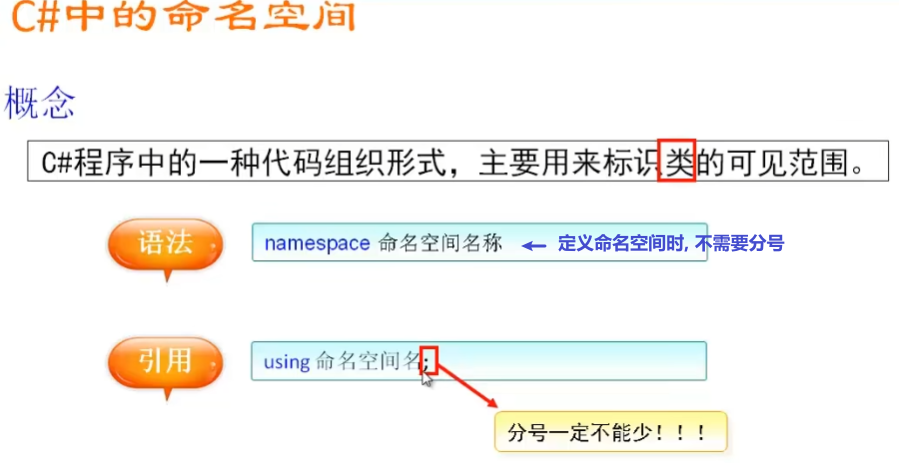 C#中的命名空间
概念
C#程序中的一种代码组织形式，主要用来标识类的可见范围。
语法
namespace 命名空间名称
定义命名空间时, 不需要分号
引用
using 命名空间名;
分号一定不能少！！！